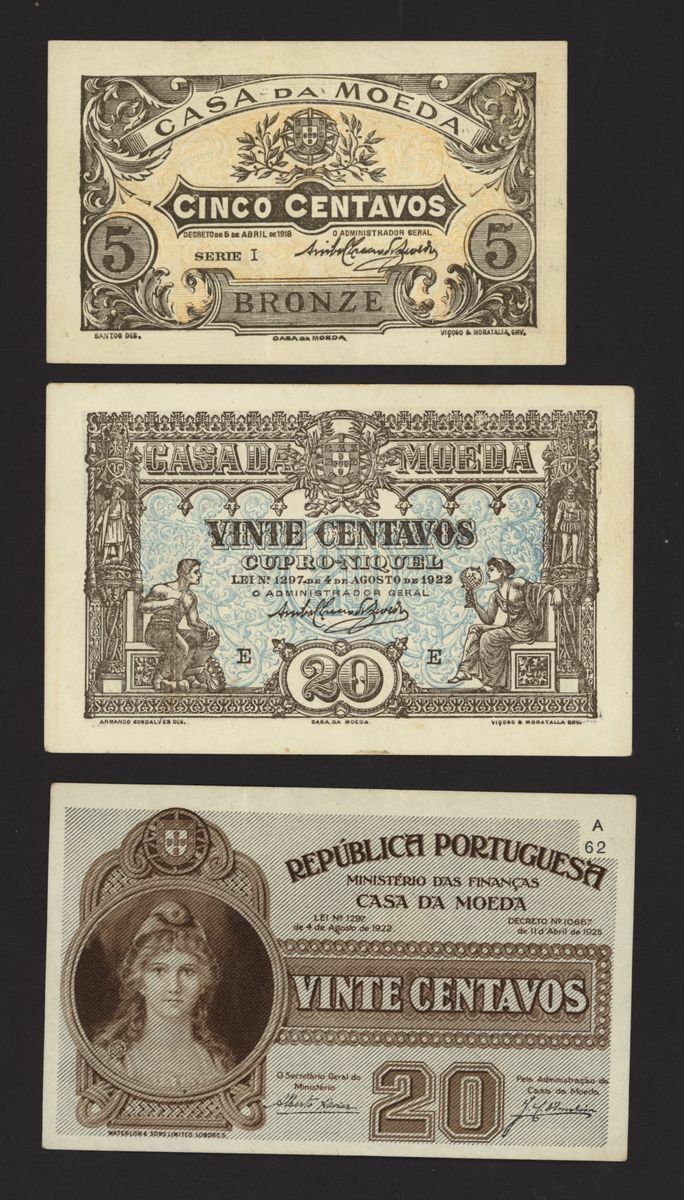 CASA DA MOEDA
CINCO CENTAVOS
DECRETO DE 5 DE ABRIL DE 1918 O ADMINISTRADOR GERAL
SERIE I
5 5
BRONZE
SANTOS DES. CASA DA MOEDA VIÇOSO & MORATALLA, GRV.
CASA DA MOEDA
VINTE CENTAVOS
CUPRO-NIQUEL
LEI Nº 1297, DE 4 DE AGOSTO DE 1922
O ADMINISTRADOR GERAL
E E
20
ARMANDO GONÇALVES DES. CASA DA MOEDA VIÇOSO & MORATALLA GRV.
A
62
REPÚBLICA PORTUGUESA
MINISTÉRIO DAS FINANÇAS
CASA DA MOEDA
LEI Nº 1297 DECRETO Nº 10667
de 4 de Agosto de 1922 de 11 d'Abril de 1925
VINTE CENTAVOS
O Secretário Geral do Pela Administração da
Ministério Casa da Moeda
20
Alberto Xavier
WATERLOW & SONS LIMITED, LONDRES.